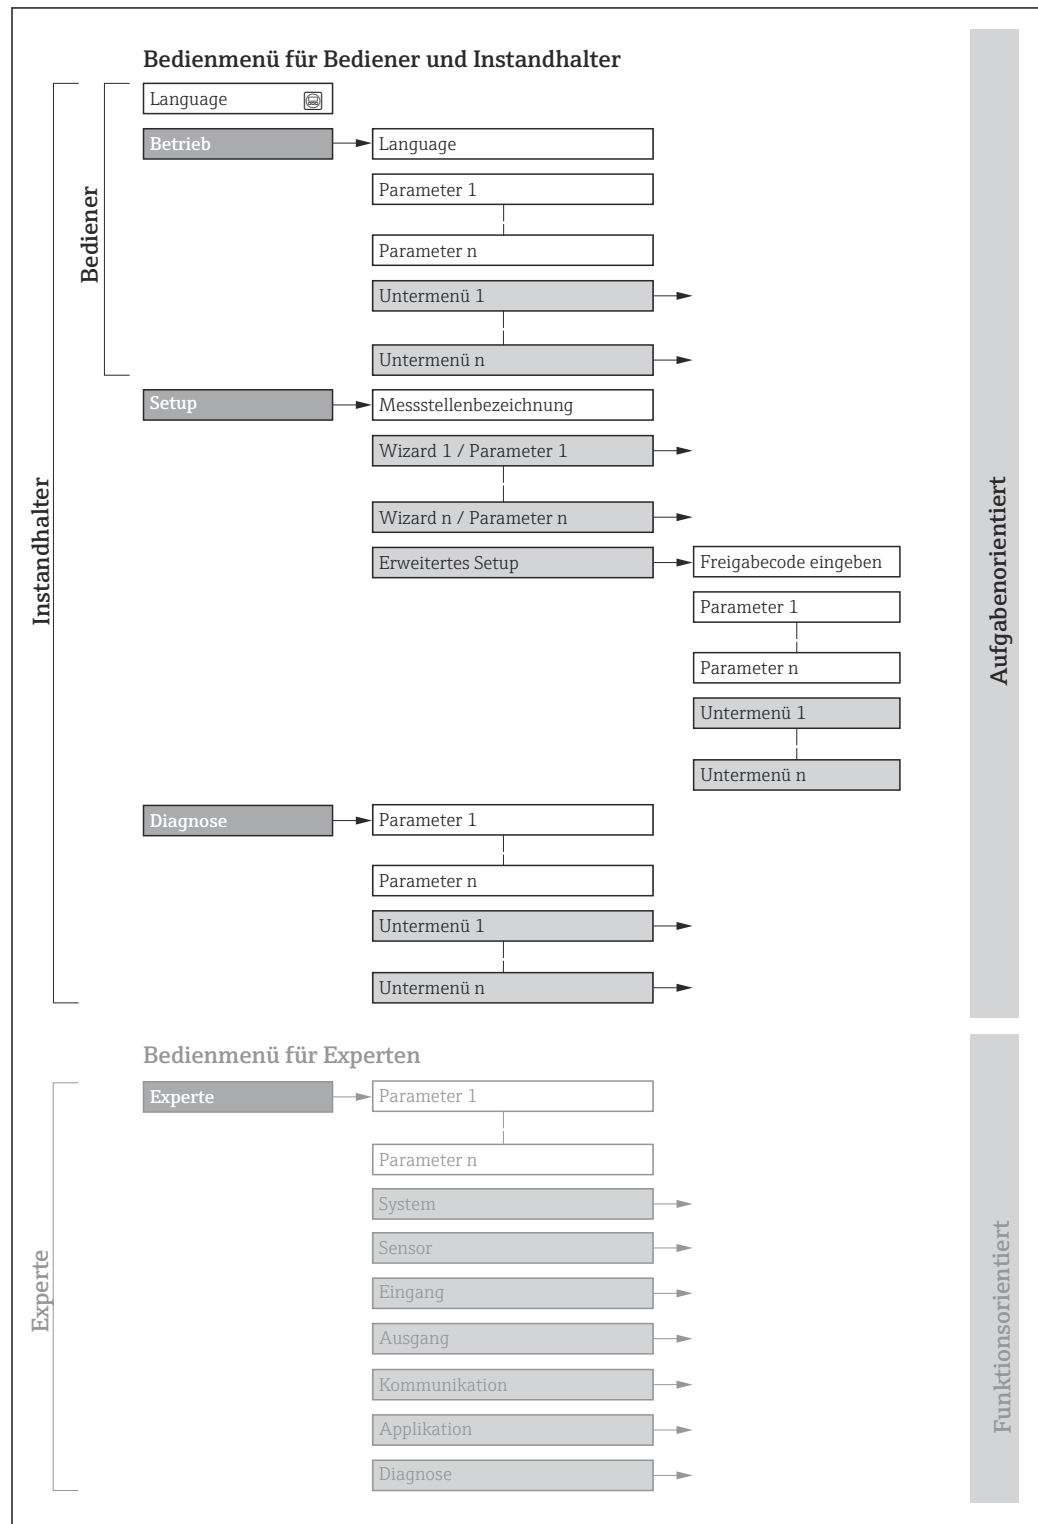 Bedienmenü für Bediener und Instandhalter
Language
Betrieb
Language
Parameter 1
Parameter n
Untermenü 1
Untermenü n
Bediener
Setup
Messstellenbezeichnung
Wizard 1 / Parameter 1
Wizard n / Parameter n
Erweitertes Setup
Freigabecode eingeben
Parameter 1
Parameter n
Untermenü 1
Untermenü n
Instandhalter
Aufgabenorientiert
Diagnose
Parameter 1
Parameter n
Untermenü 1
Untermenü n
Bedienmenü für Experten
Experte
Parameter 1
Parameter n
System
Sensor
Eingang
Ausgang
Kommunikation
Applikation
Diagnose
Experte
Funktionsorientiert